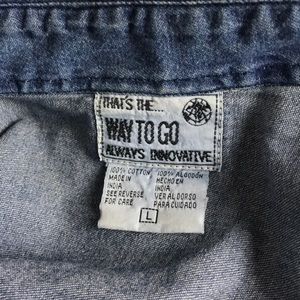 THAT'S THE...
WAY TO GO
ALWAYS INNOVATIVE
100% COTTON
MADE IN
INDIA
SEE REVERSE
FOR CARE
100% ALGODON
HECHO EN
INDIA
VER AL DORSO
PARA CUIDADO
L